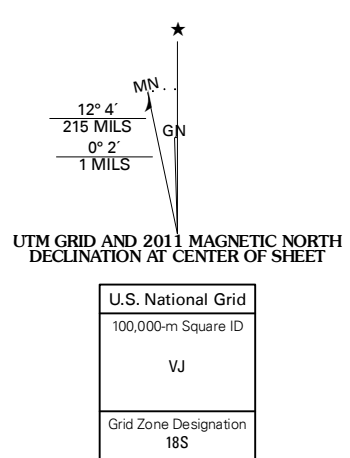 ★
MN
12° 4´
215 MILS
GN
0° 2´
1 MILS
UTM GRID AND 2011 MAGNETIC NORTH
DECLINATION AT CENTER OF SHEET
U.S. National Grid
100,000-m Square ID
VJ
Grid Zone Designation
18S